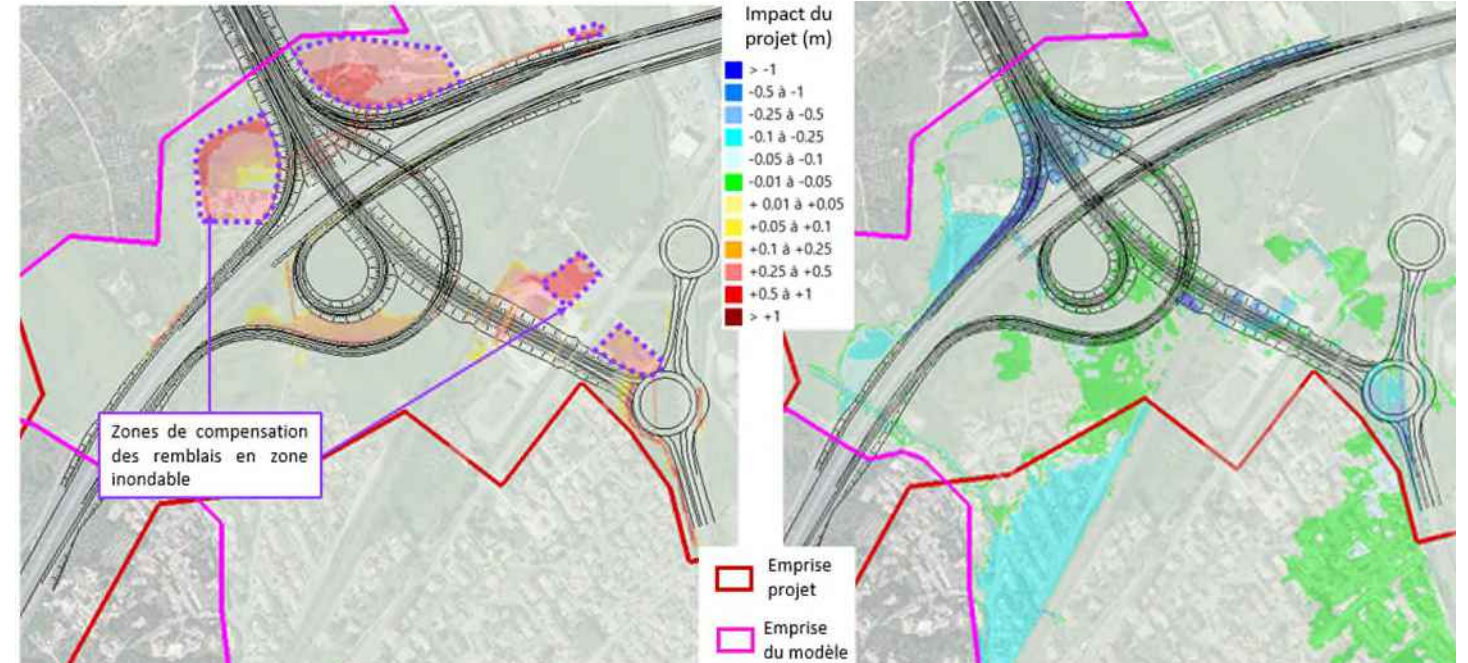 Impact du
projet (m)
> -1
-0.5 à -1
-0.25 à -0.5
-0.1 à -0.25
-0.05 à -0.1
-0.01 à -0.05
+ 0.01 à +0.05
+0.05 à +0.1
+0.1 à +0.25
+0.25 à +0.5
+0.5 à +1
> +1
Zones de compensation
des remblais en zone
inondable
Emprise
projet
Emprise
du modèle